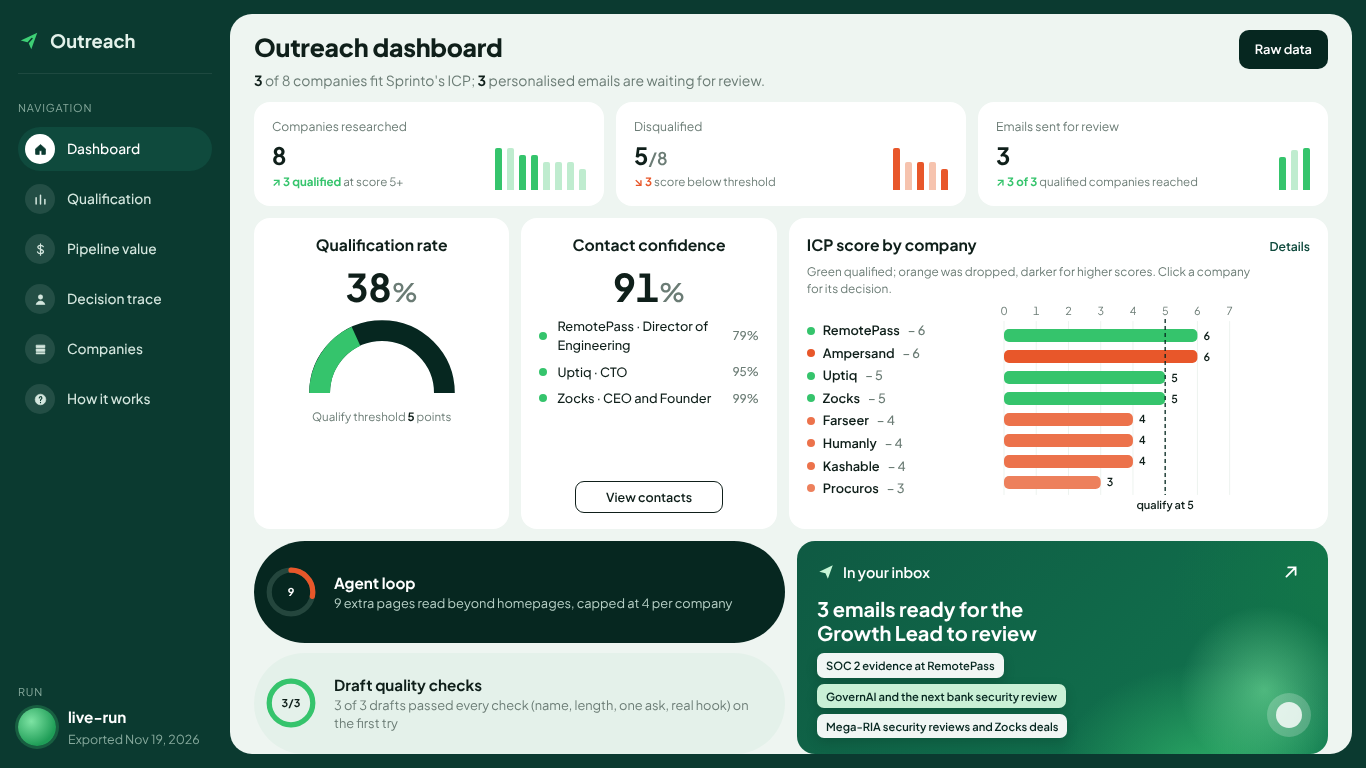 Outreach
NAVIGATION
Dashboard
Qualification
$
Pipeline value
Decision trace
Companies
?
How it works
RUN
live-run
Exported Nov 19, 2026
Outreach dashboard
3 of 8 companies fit Sprinto's ICP; 3 personalised emails are waiting for review.
Raw data
Companies researched
8
↗ 3 qualified at score 5+
Disqualified
5/8
↘ 3 score below threshold
Emails sent for review
3
↗ 3 of 3 qualified companies reached
Qualification rate
38%
Qualify threshold 5 points
Contact confidence
91%
RemotePass · Director of
Engineering
79%
Uptiq · CTO
95%
Zocks · CEO and Founder
99%
View contacts
ICP score by company
Details
Green qualified; orange was dropped, darker for higher scores. Click a company
for its decision.
RemotePass – 6
Ampersand – 6
Uptiq – 5
Zocks – 5
Farseer – 4
Humanly – 4
Kashable – 4
Procuros – 3
0 1 2 3 4 5 6 7
6
6
5
5
4
4
4
3
qualify at 5
9
Agent loop
9 extra pages read beyond homepages, capped at 4 per company
3/3
Draft quality checks
3 of 3 drafts passed every check (name, length, one ask, real hook) on
the first try
In your inbox
3 emails ready for the
Growth Lead to review
SOC 2 evidence at RemotePass
GovernAI and the next bank security review
Mega-RIA security reviews and Zocks deals